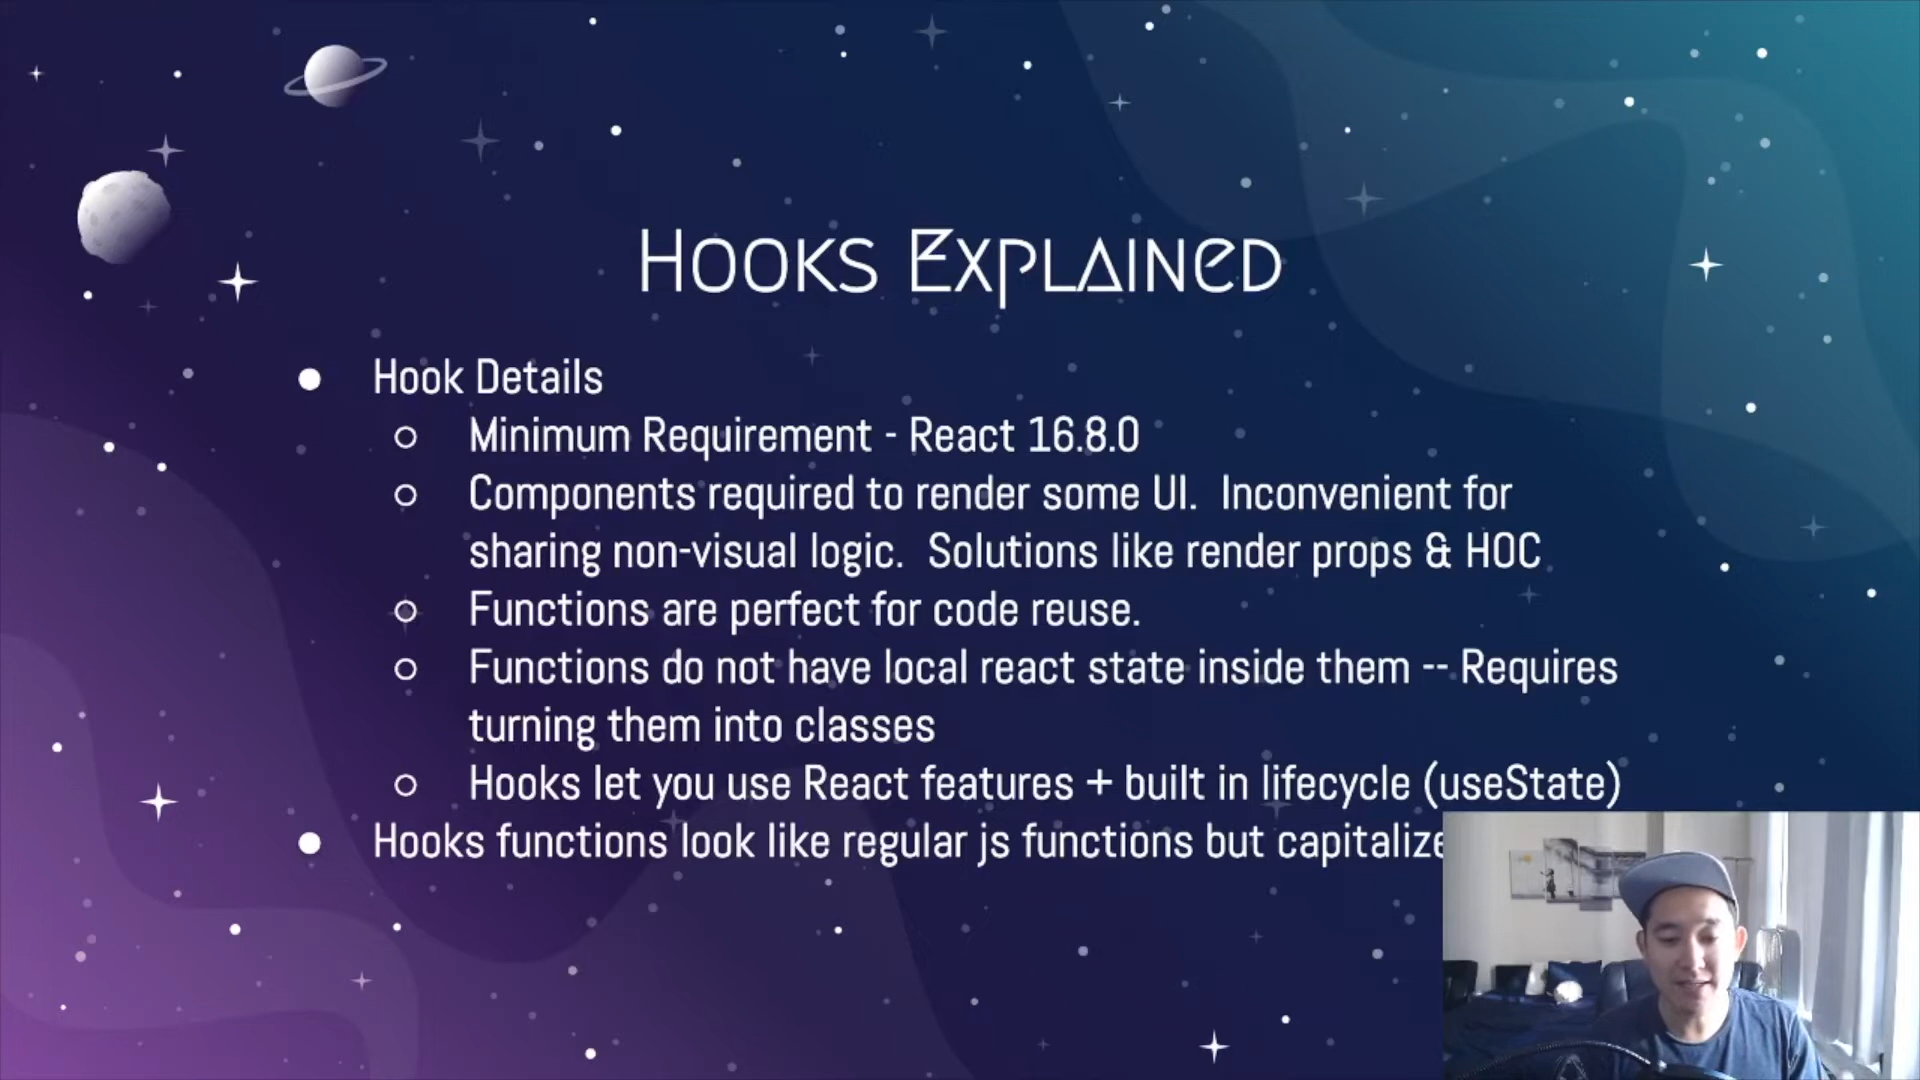 Hooks Explained
● Hook Details
○ Minimum Requirement - React 16.8.0
○ Components required to render some UI.  Inconvenient for
sharing non-visual logic.  Solutions like render props & HOC
○ Functions are perfect for code reuse.
○ Functions do not have local react state inside them -- Requires
turning them into classes
○ Hooks let you use React features + built in lifecycle (useState)
● Hooks functions look like regular js functions but capitalize